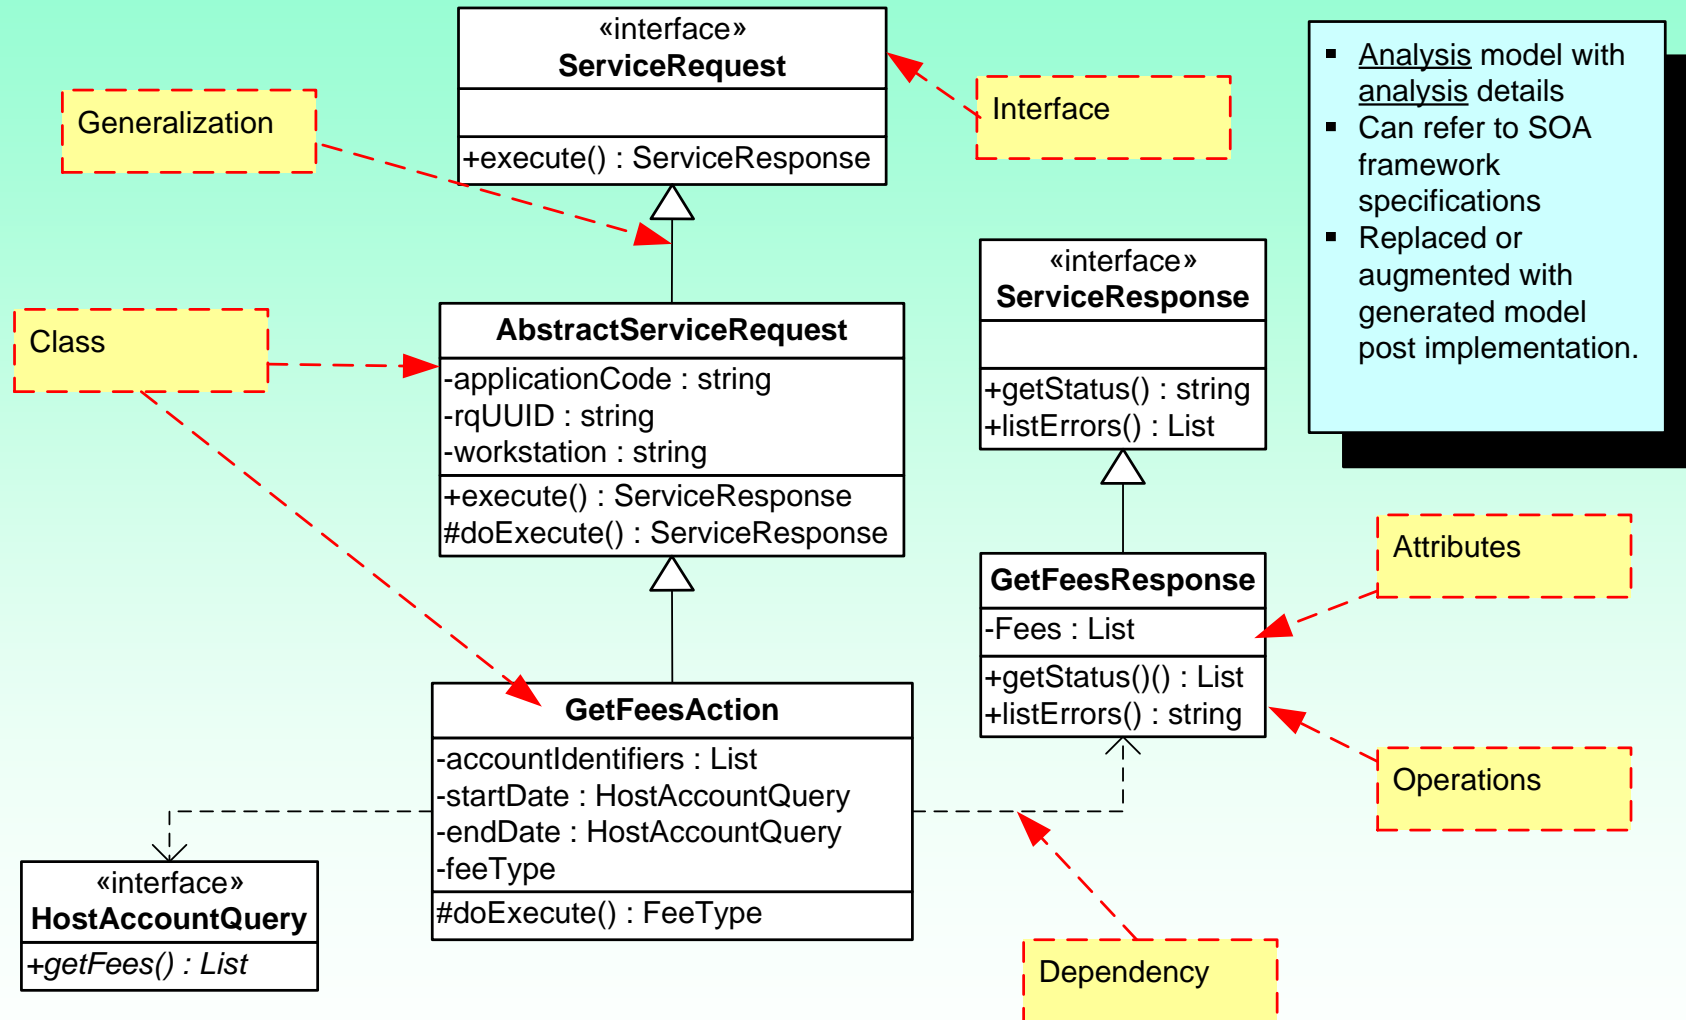 «interface»
ServiceRequest
+execute() : ServiceResponse
Generalization
Interface
▪ Analysis model with
analysis details
▪ Can refer to SOA
framework
specifications
▪ Replaced or
augmented with
generated model
post implementation.
«interface»
ServiceResponse
+getStatus() : string
+listErrors() : List
Class
AbstractServiceRequest
-applicationCode : string
-rqUUID : string
-workstation : string
+execute() : ServiceResponse
#doExecute() : ServiceResponse
Attributes
GetFeesResponse
-Fees : List
+getStatus()() : List
+listErrors() : string
Operations
GetFeesAction
-accountIdentifiers : List
-startDate : HostAccountQuery
-endDate : HostAccountQuery
-feeType
#doExecute() : FeeType
«interface»
HostAccountQuery
+getFees() : List
Dependency